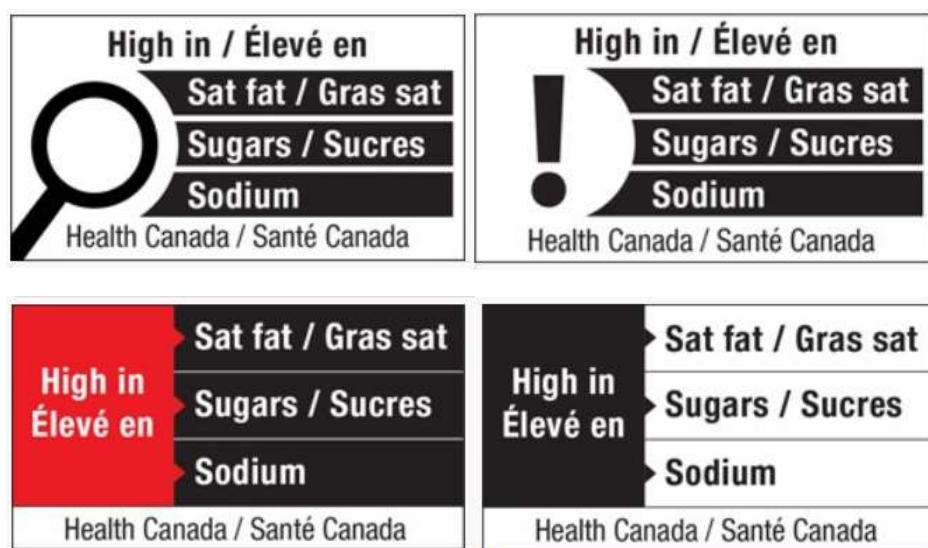 High in / Élevé en
Sat fat / Gras sat
Sugars / Sucres
Sodium
Health Canada / Santé Canada
High in / Élevé en
!
Sat fat / Gras sat
Sugars / Sucres
Sodium
Health Canada / Santé Canada
High in
Élevé en
Sat fat / Gras sat
Sugars / Sucres
Sodium
Health Canada / Santé Canada
High in
Élevé en
Sat fat / Gras sat
Sugars / Sucres
Sodium
Health Canada / Santé Canada